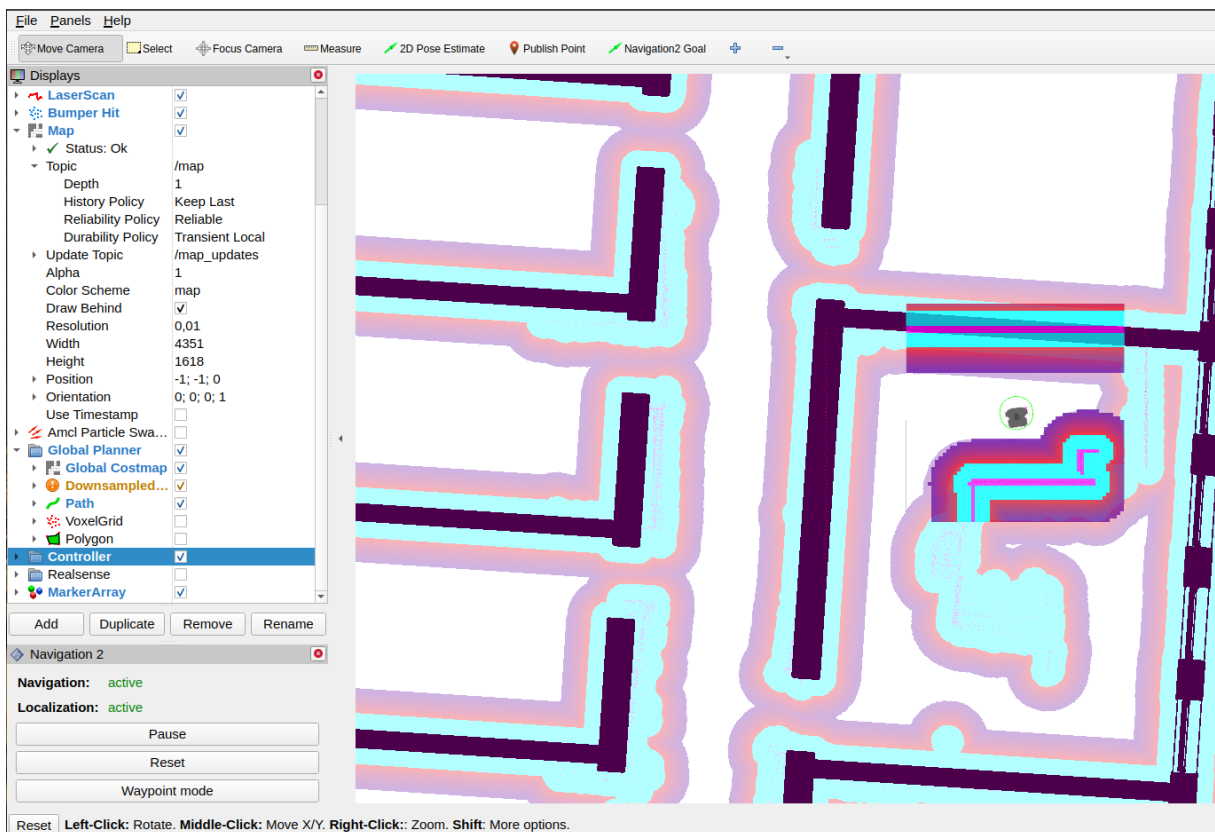 File Panels Help
Move Camera Select Focus Camera Measure 2D Pose Estimate Publish Point Navigation2 Goal
Displays
LaserScan
Bumper Hit
Map
Status: Ok
Topic /map
Depth 1
History Policy Keep Last
Reliability Policy Reliable
Durability Policy Transient Local
Update Topic /map_updates
Alpha 1
Color Scheme map
Draw Behind
Resolution 0,01
Width 4351
Height 1618
Position -1; -1; 0
Orientation 0; 0; 0; 1
Use Timestamp
Amcl Particle Swa...
Global Planner
Global Costmap
Downsampled...
Path
VoxelGrid
Polygon
Controller
Realsense
MarkerArray
Add Duplicate Remove Rename
Navigation 2
Navigation: active
Localization: active
Pause
Reset
Waypoint mode
Reset Left-Click: Rotate. Middle-Click: Move X/Y. Right-Click:: Zoom. Shift: More options.